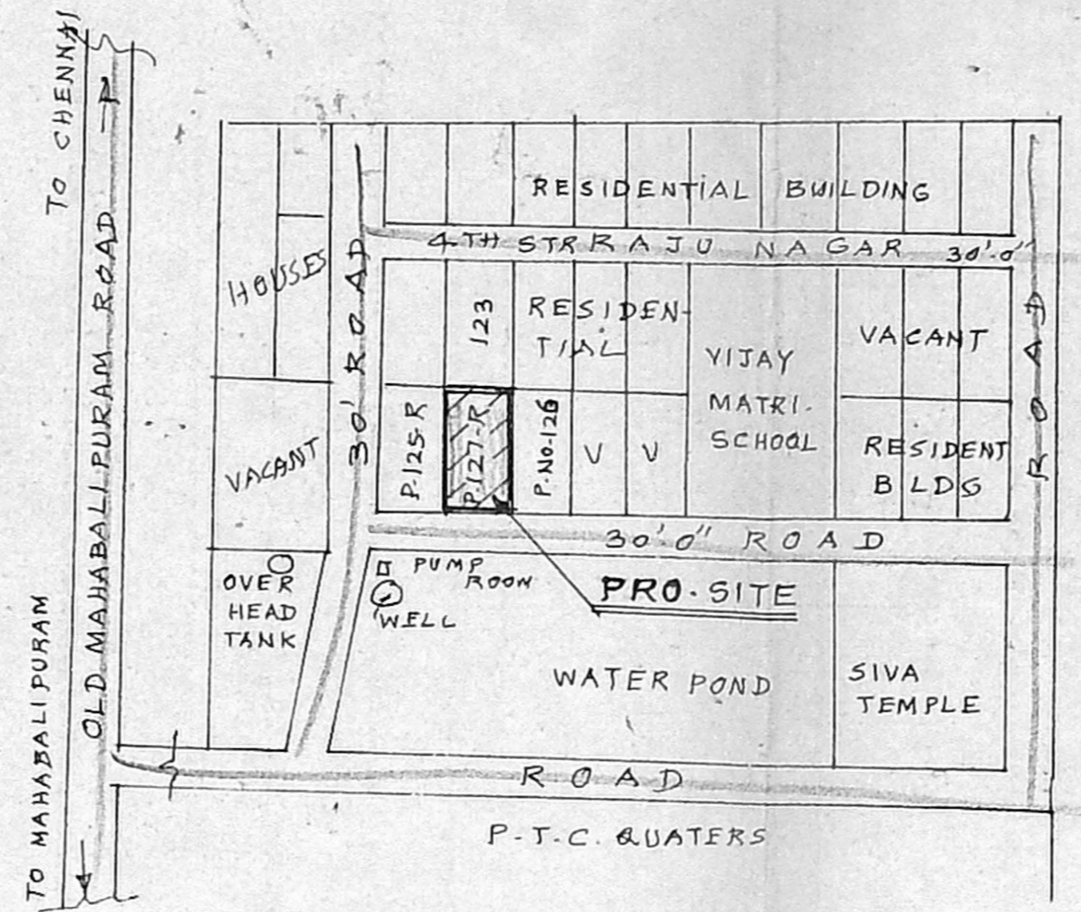 TO CHENNAI
OLD MAHABALIPURAM ROAD
TO MAHABALIPURAM
RESIDENTIAL BUILDING
4TH STR RAJU NAGAR 30'.0"
HOUSES
30' ROAD
123
RESIDEN-
TIAL
VIJAY
MATRI.
SCHOOL
VACANT
ROAD
VACANT
P.125-R
P.127-R
P.NO.126
V
V
RESIDENT
BLDS
30'.0" ROAD
OVER
HEAD
TANK
PUMP
ROOM
WELL
PRO.SITE
WATER POND
SIVA
TEMPLE
ROAD
P.T.C. QUATERS